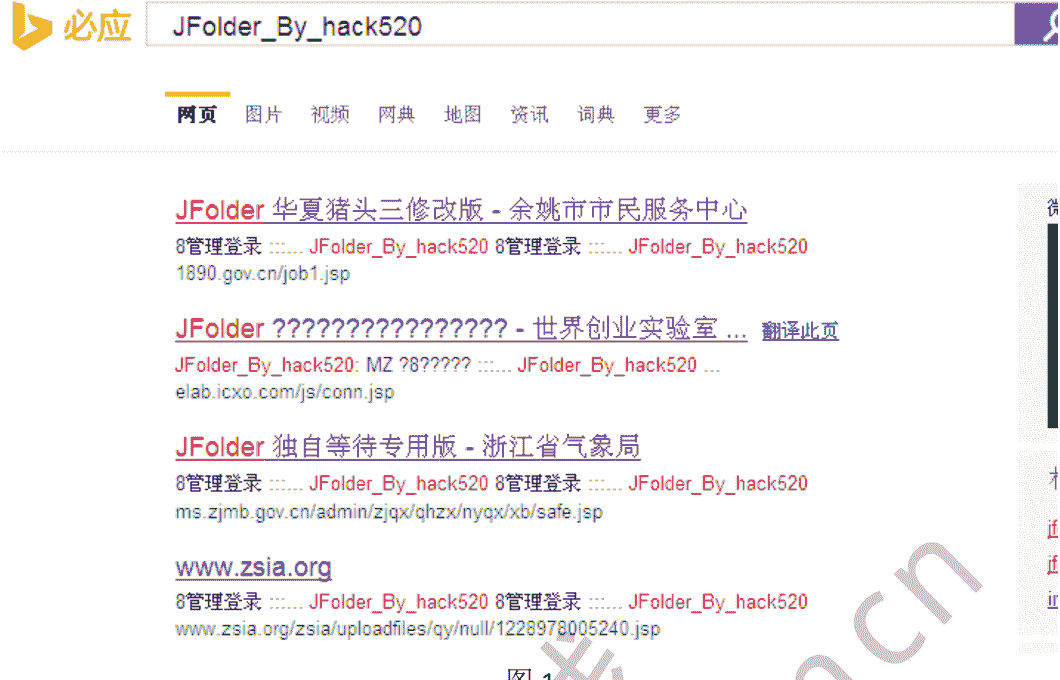 必应
JFolder_By_hack520
网页 图片 视频 网典 地图 资讯 词典 更多
JFolder 华夏猪头三修改版 - 余姚市市民服务中心
8管理登录 :::... JFolder_By_hack520 8管理登录 :::... JFolder_By_hack520
1890.gov.cn/job1.jsp
JFolder ???????????????? - 世界创业实验室 ... 翻译此页
JFolder_By_hack520: MZ ?8????? :::... JFolder_By_hack520 ...
elab.icxo.com/js/conn.jsp
JFolder 独自等待专用版 - 浙江省气象局
8管理登录 :::... JFolder_By_hack520 8管理登录 :::... JFolder_By_hack520
ms.zjmb.gov.cn/admin/zjqx/qhzx/nyqx/xb/safe.jsp
www.zsia.org
8管理登录 :::... JFolder_By_hack520 8管理登录 :::... JFolder_By_hack520
www.zsia.org/zsia/uploadfiles/qy/null/1228978005240.jsp